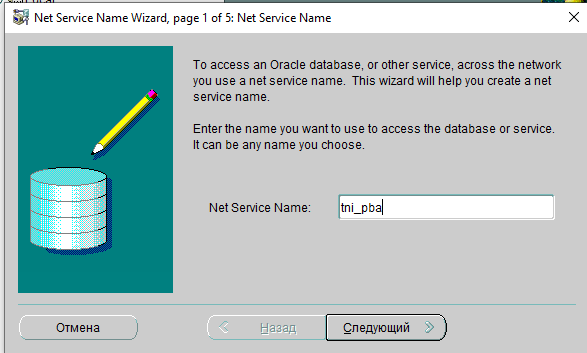 Net Service Name Wizard, page 1 of 5: Net Service Name
To access an Oracle database, or other service, across the network
you use a net service name. This wizard will help you create a net
service name.
Enter the name you want to use to access the database or service.
It can be any name you choose.
Net Service Name:
tni_pba
Отмена
Назад
Следующий